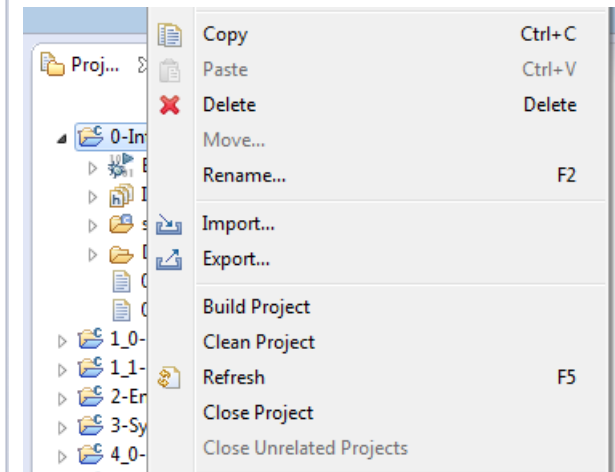 Proj...
0-In
1_0-
1_1-
2-Er
3-Sy
4_0-
Copy Ctrl+C
Paste Ctrl+V
Delete Delete
Move...
Rename... F2
Import...
Export...
Build Project
Clean Project
Refresh F5
Close Project
Close Unrelated Projects